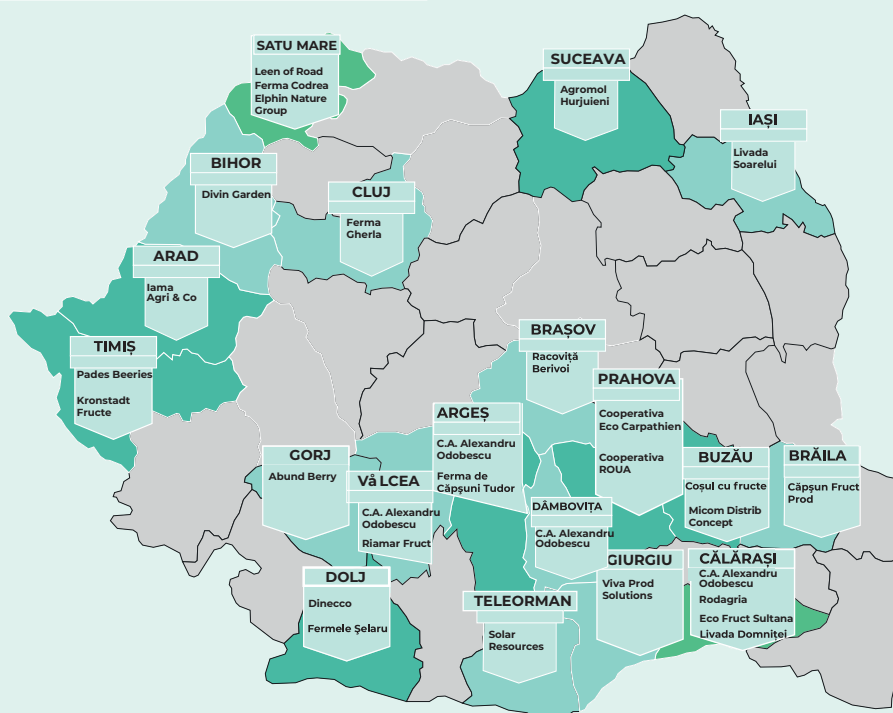 SATU MARE
Leen of Road
Ferma Codrea
Elphin Nature
Group
SUCEAVA
Agromol
Hurjuieni
IAȘI
Livada
Soarelui
BIHOR
Divin Garden
CLUJ
Ferma
Gherla
ARAD
Iama
Agri & Co
TIMIȘ
Pades Beeries
Kronstadt
Fructe
BRAȘOV
Racoviță
Berivoi
PRAHOVA
Cooperativa
Eco Carpathien
Cooperativa
ROUA
ARGEȘ
C.A. Alexandru
Odobescu
Ferma de
Căpșuni Tudor
GORJ
Abund Berry
Vå LCEA
C.A. Alexandru
Odobescu
Riamar Fruct
BUZĂU
Coșul cu fructe
Micom Distrib
Concept
BRĂILA
Căpșun Fruct
Prod
DÂMBOVIȚA
C.A. Alexandru
Odobescu
DOLJ
Dinecco
Fermele Șelaru
TELEORMAN
Solar
Resources
GIURGIU
Viva Prod
Solutions
CĂLĂRAȘI
C.A. Alexandru
Odobescu
Rodagria
Eco Fruct Sultana
Livada Domniței